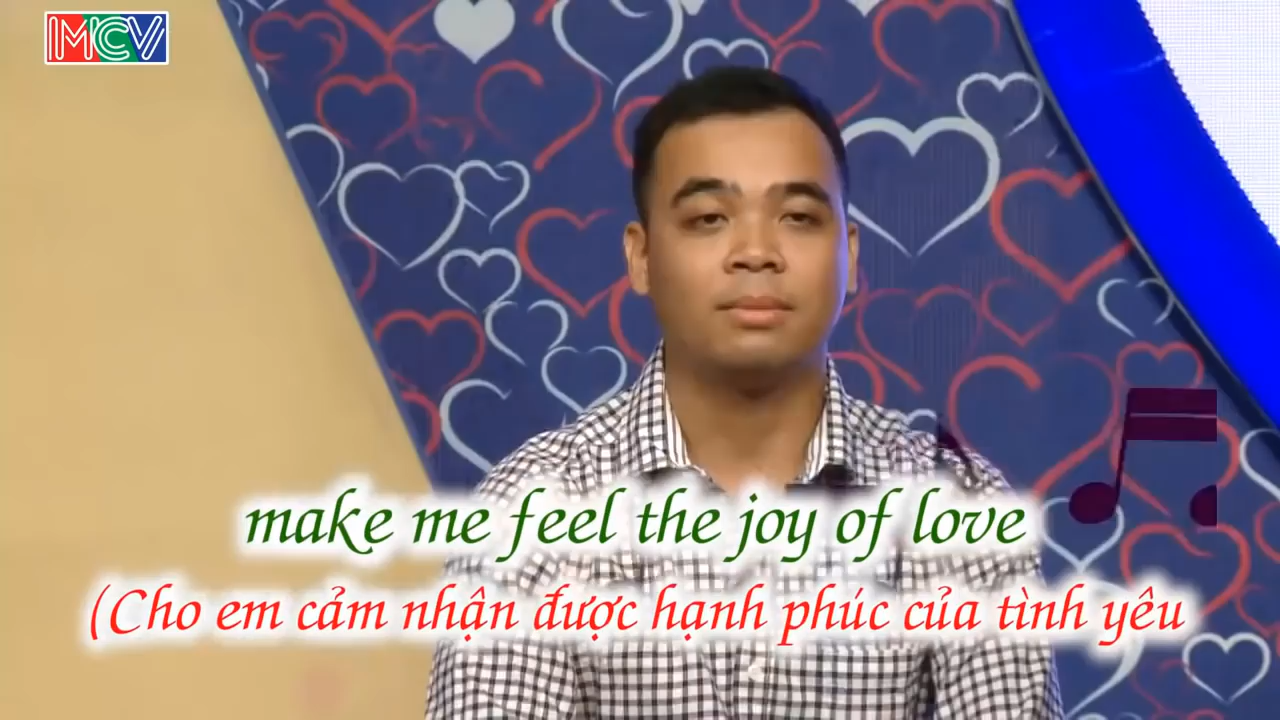 MCV
make me feel the joy of love
(Cho em cảm nhận được hạnh phúc của tình yêu